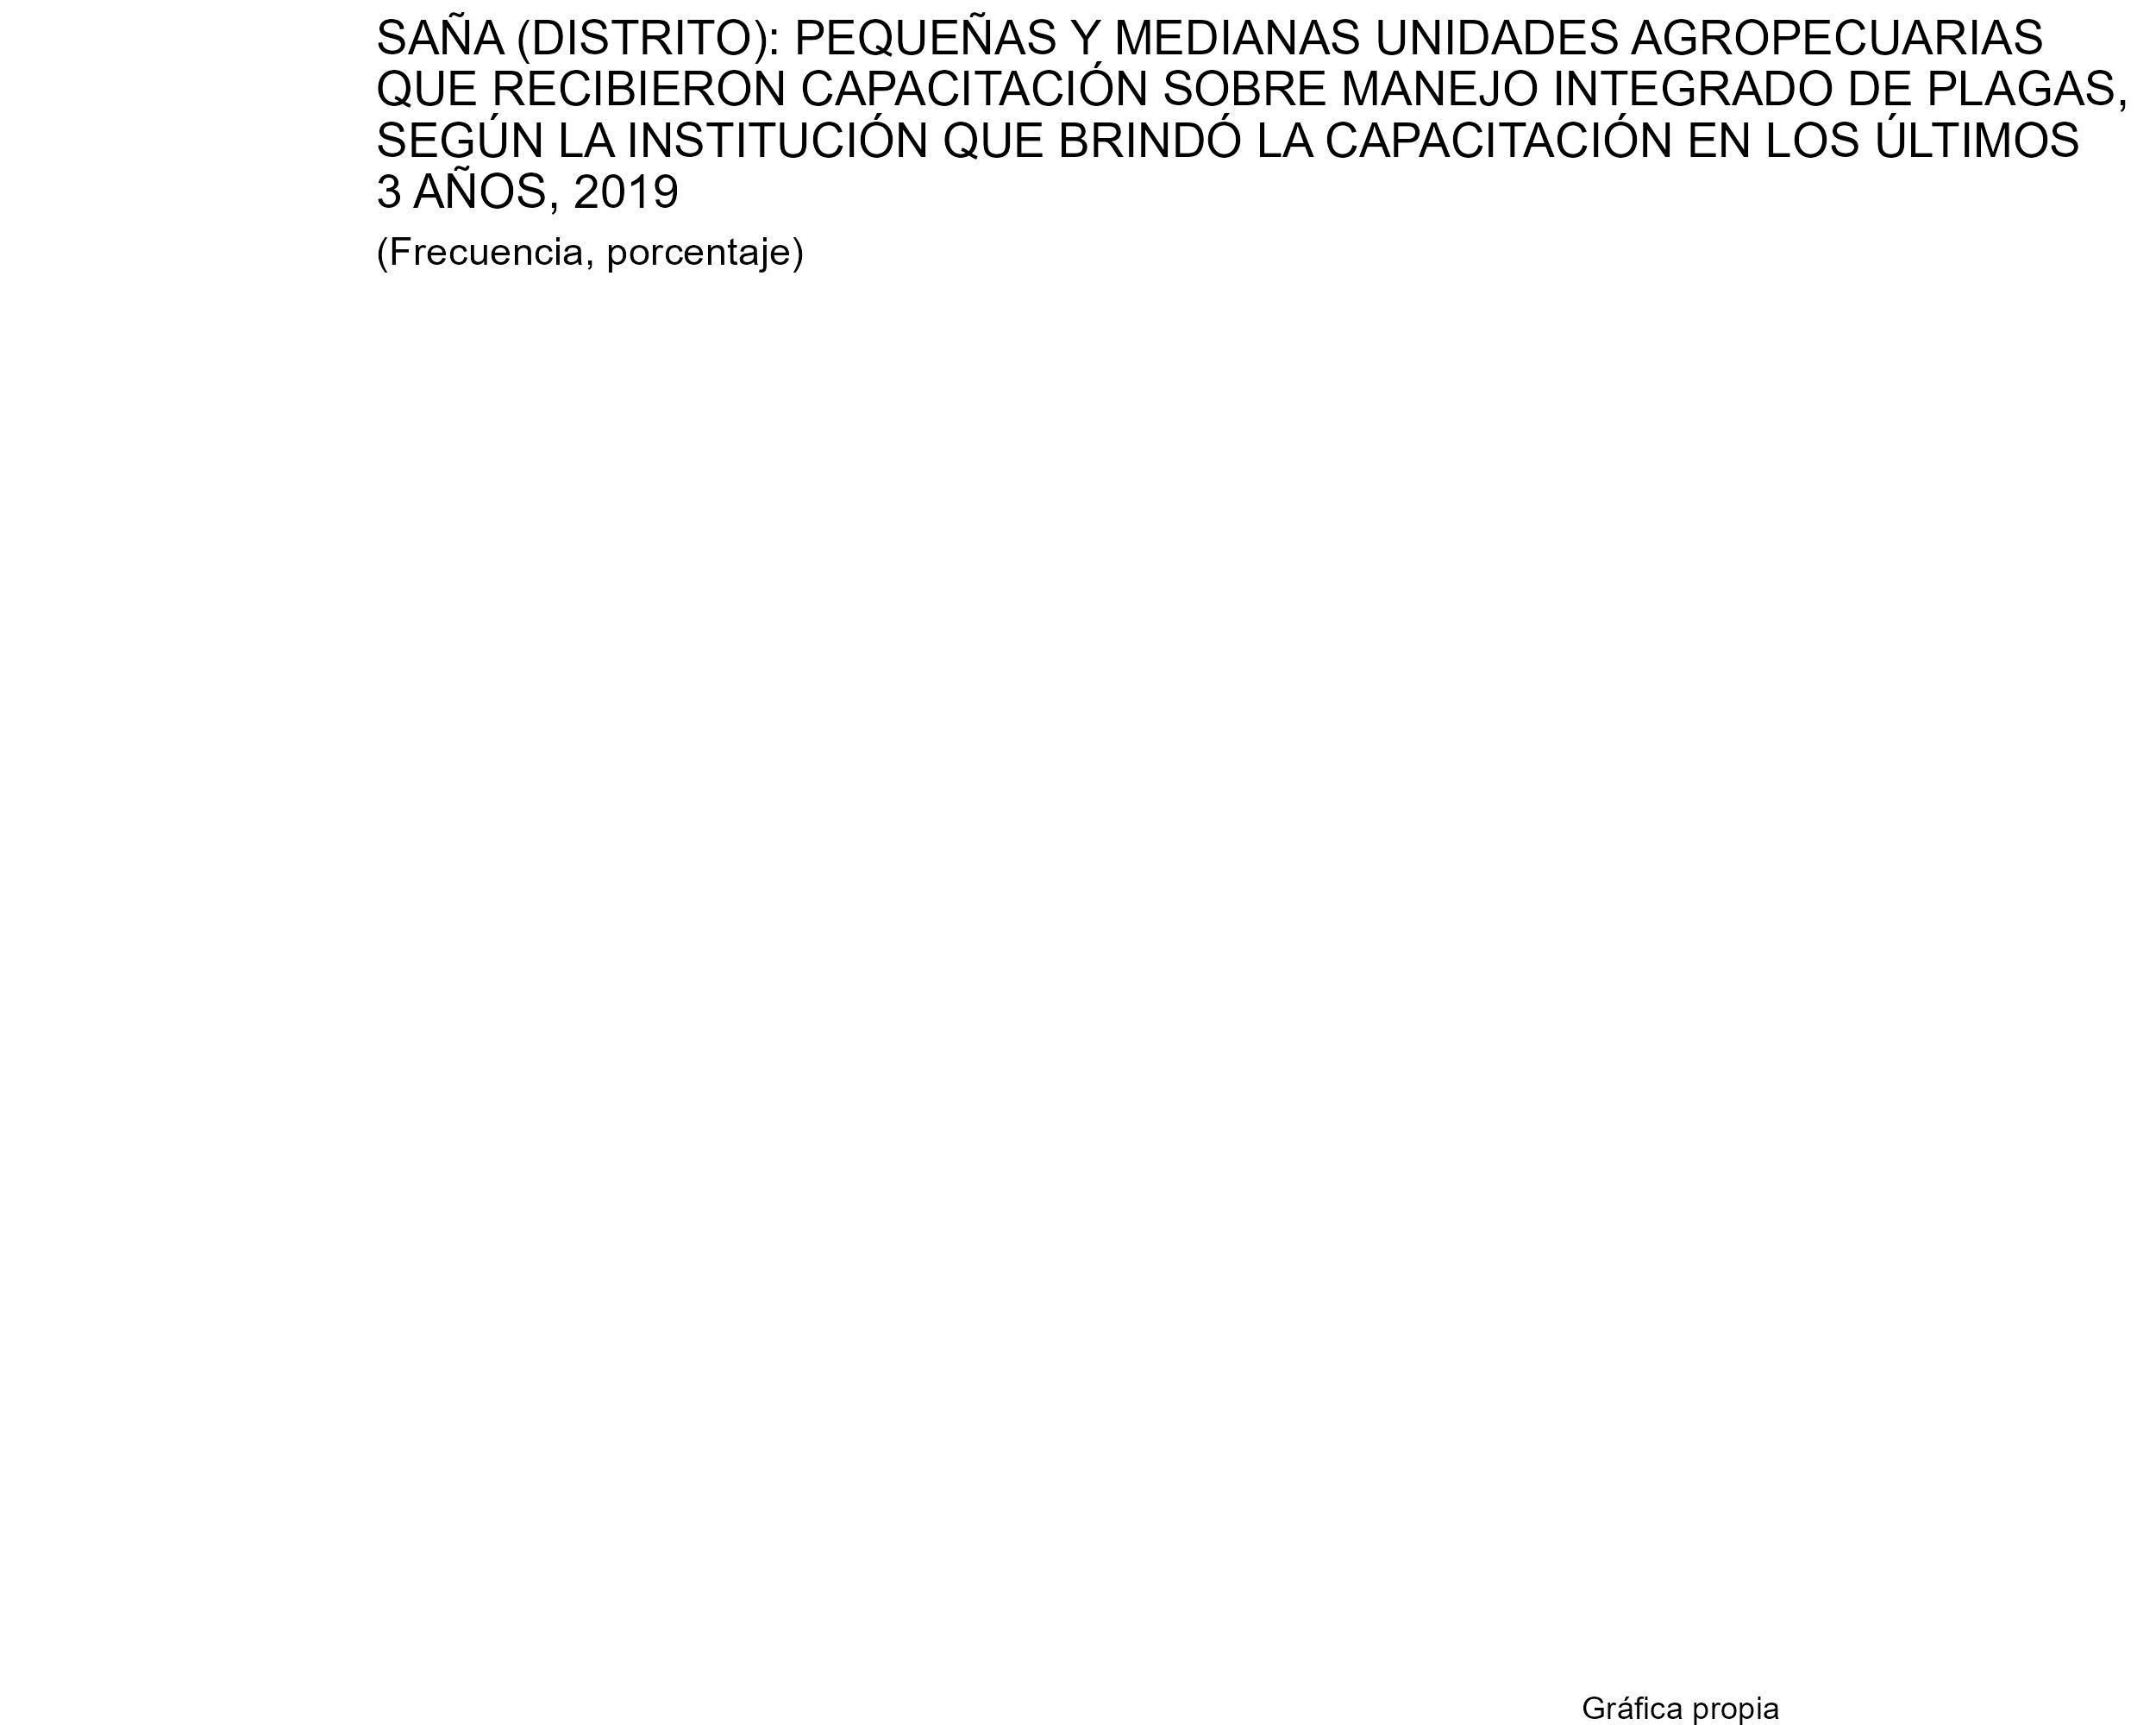 SAÑA (DISTRITO): PEQUEÑAS Y MEDIANAS UNIDADES AGROPECUARIAS
QUE RECIBIERON CAPACITACIÓN SOBRE MANEJO INTEGRADO DE PLAGAS,
SEGÚN LA INSTITUCIÓN QUE BRINDÓ LA CAPACITACIÓN EN LOS ÚLTIMOS
3 AÑOS, 2019
(Frecuencia, porcentaje)
Gráfica propia